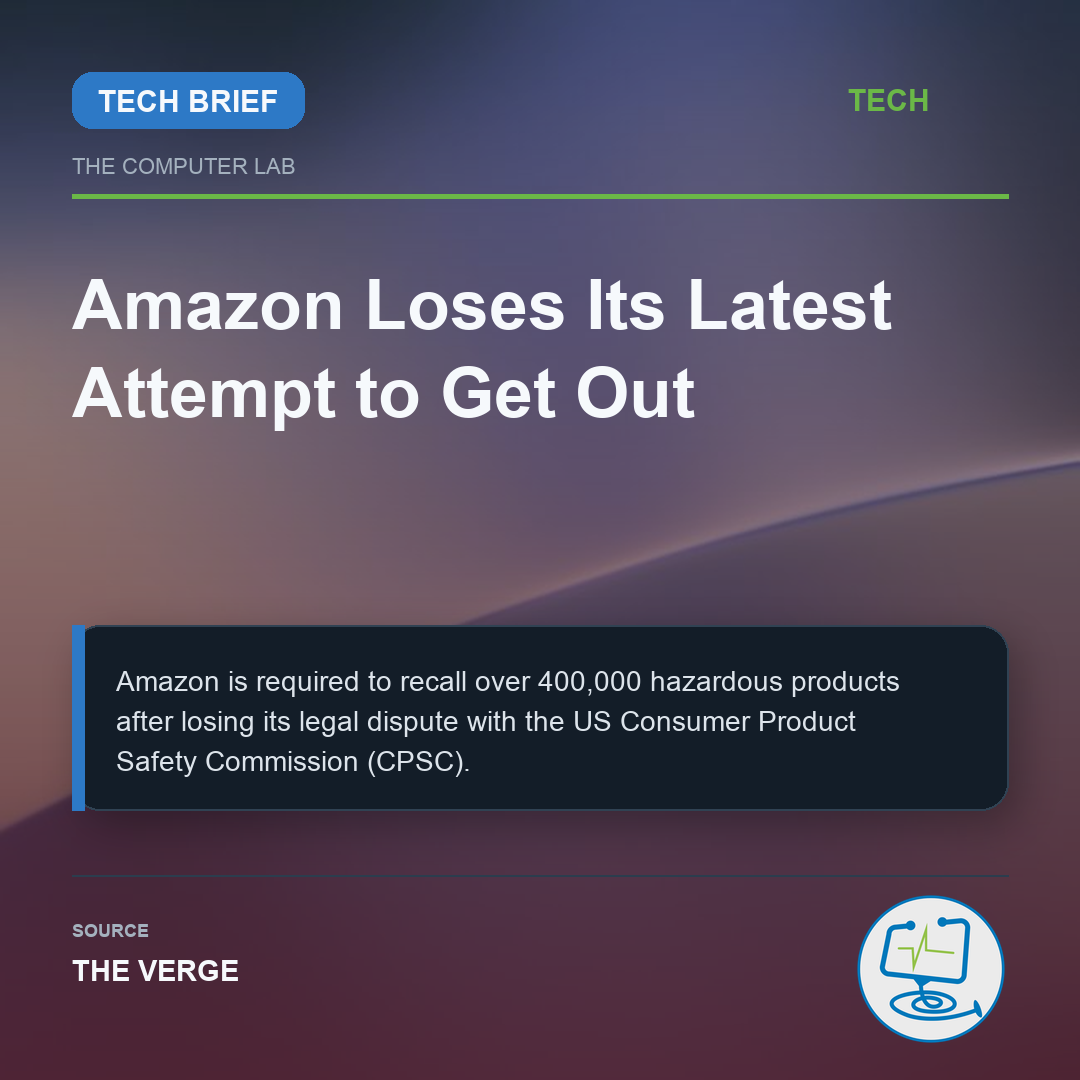 TECH BRIEF
TECH
THE COMPUTER LAB
Amazon Loses Its Latest
Attempt to Get Out
Amazon is required to recall over 400,000 hazardous products
after losing its legal dispute with the US Consumer Product
Safety Commission (CPSC).
SOURCE
THE VERGE